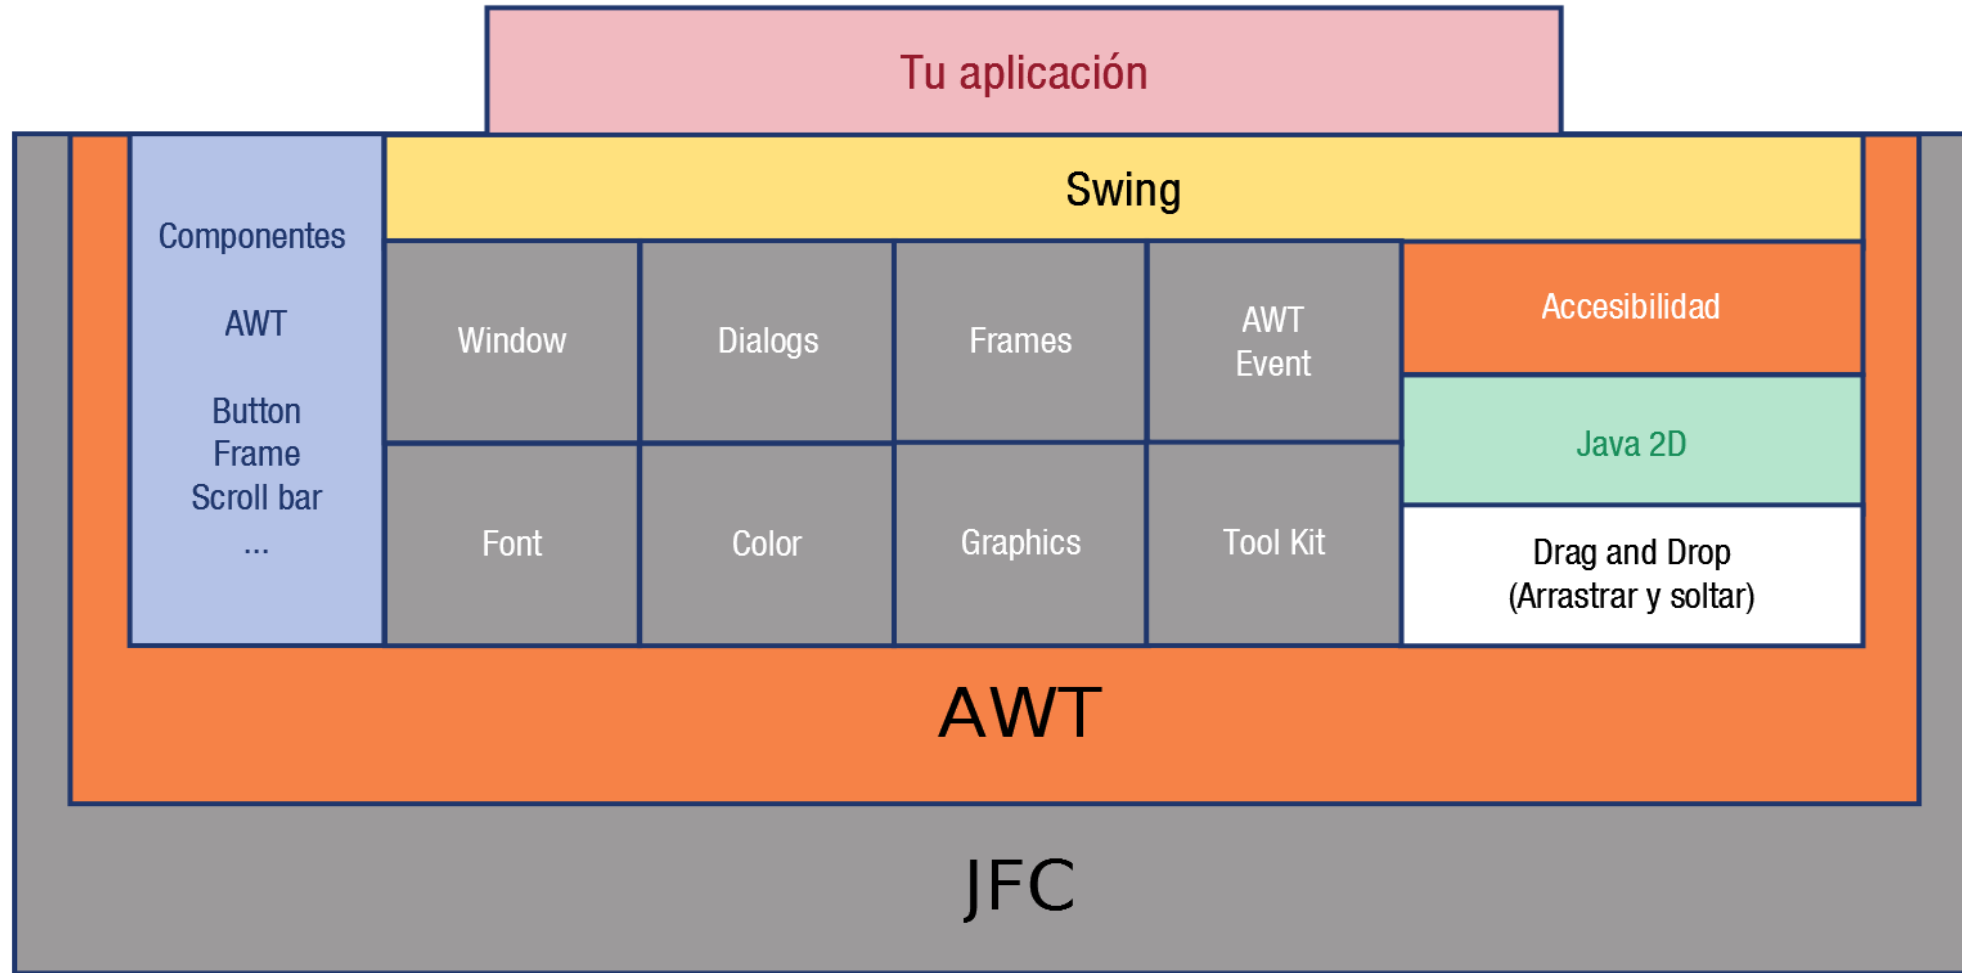 Tu aplicación
Swing
Componentes
AWT
Button
Frame
Scroll bar
...
Window
Dialogs
Frames
AWT
Event
Accesibilidad
Java 2D
Font
Color
Graphics
Tool Kit
Drag and Drop
(Arrastrar y soltar)
AWT
JFC